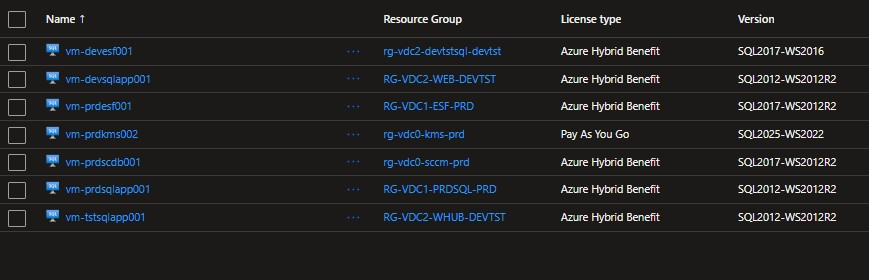 Name ↑ Resource Group License type Version
vm-devesf001 ··· rg-vdc2-devtstsql-devtst Azure Hybrid Benefit SQL2017-WS2016
vm-devsqlapp001 ··· RG-VDC2-WEB-DEVTST Azure Hybrid Benefit SQL2012-WS2012R2
vm-prdesf001 ··· RG-VDC1-ESF-PRD Azure Hybrid Benefit SQL2017-WS2012R2
vm-prdkms002 ··· rg-vdc0-kms-prd Pay As You Go SQL2025-WS2022
vm-prdscdb001 ··· rg-vdc0-sccm-prd Azure Hybrid Benefit SQL2017-WS2012R2
vm-prdsqlapp001 ··· RG-VDC1-PRDSQL-PRD Azure Hybrid Benefit SQL2012-WS2012R2
vm-tstsqlapp001 ··· RG-VDC2-WHUB-DEVTST Azure Hybrid Benefit SQL2012-WS2012R2